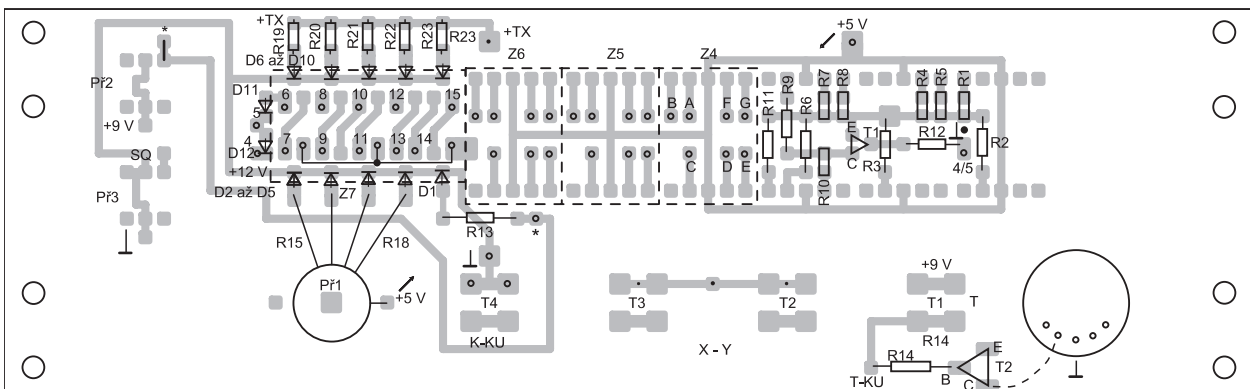 +TX
R19
R20
R21
R22
R23
R23
+TX
*
D6 až D10
Př2
+9 V
SQ
Př3
D11
5
4
D12
6
8
10
12
15
7
9
11
13
14
+12 V
D2 až D5
Z7
D1
Z6
Z5
Z4
B
A
F
G
C
D
E
+5 V
R11
R9
R6
R7
R8
R10
E
T1
C
R3
R4
R5
R1
R12
R2
4/5
R15
R18
R13
*
Př1
+5 V
T4
K-KU
T3
T2
X - Y
+9 V
T1
T
R14
R14
T-KU
B
E
T2
C